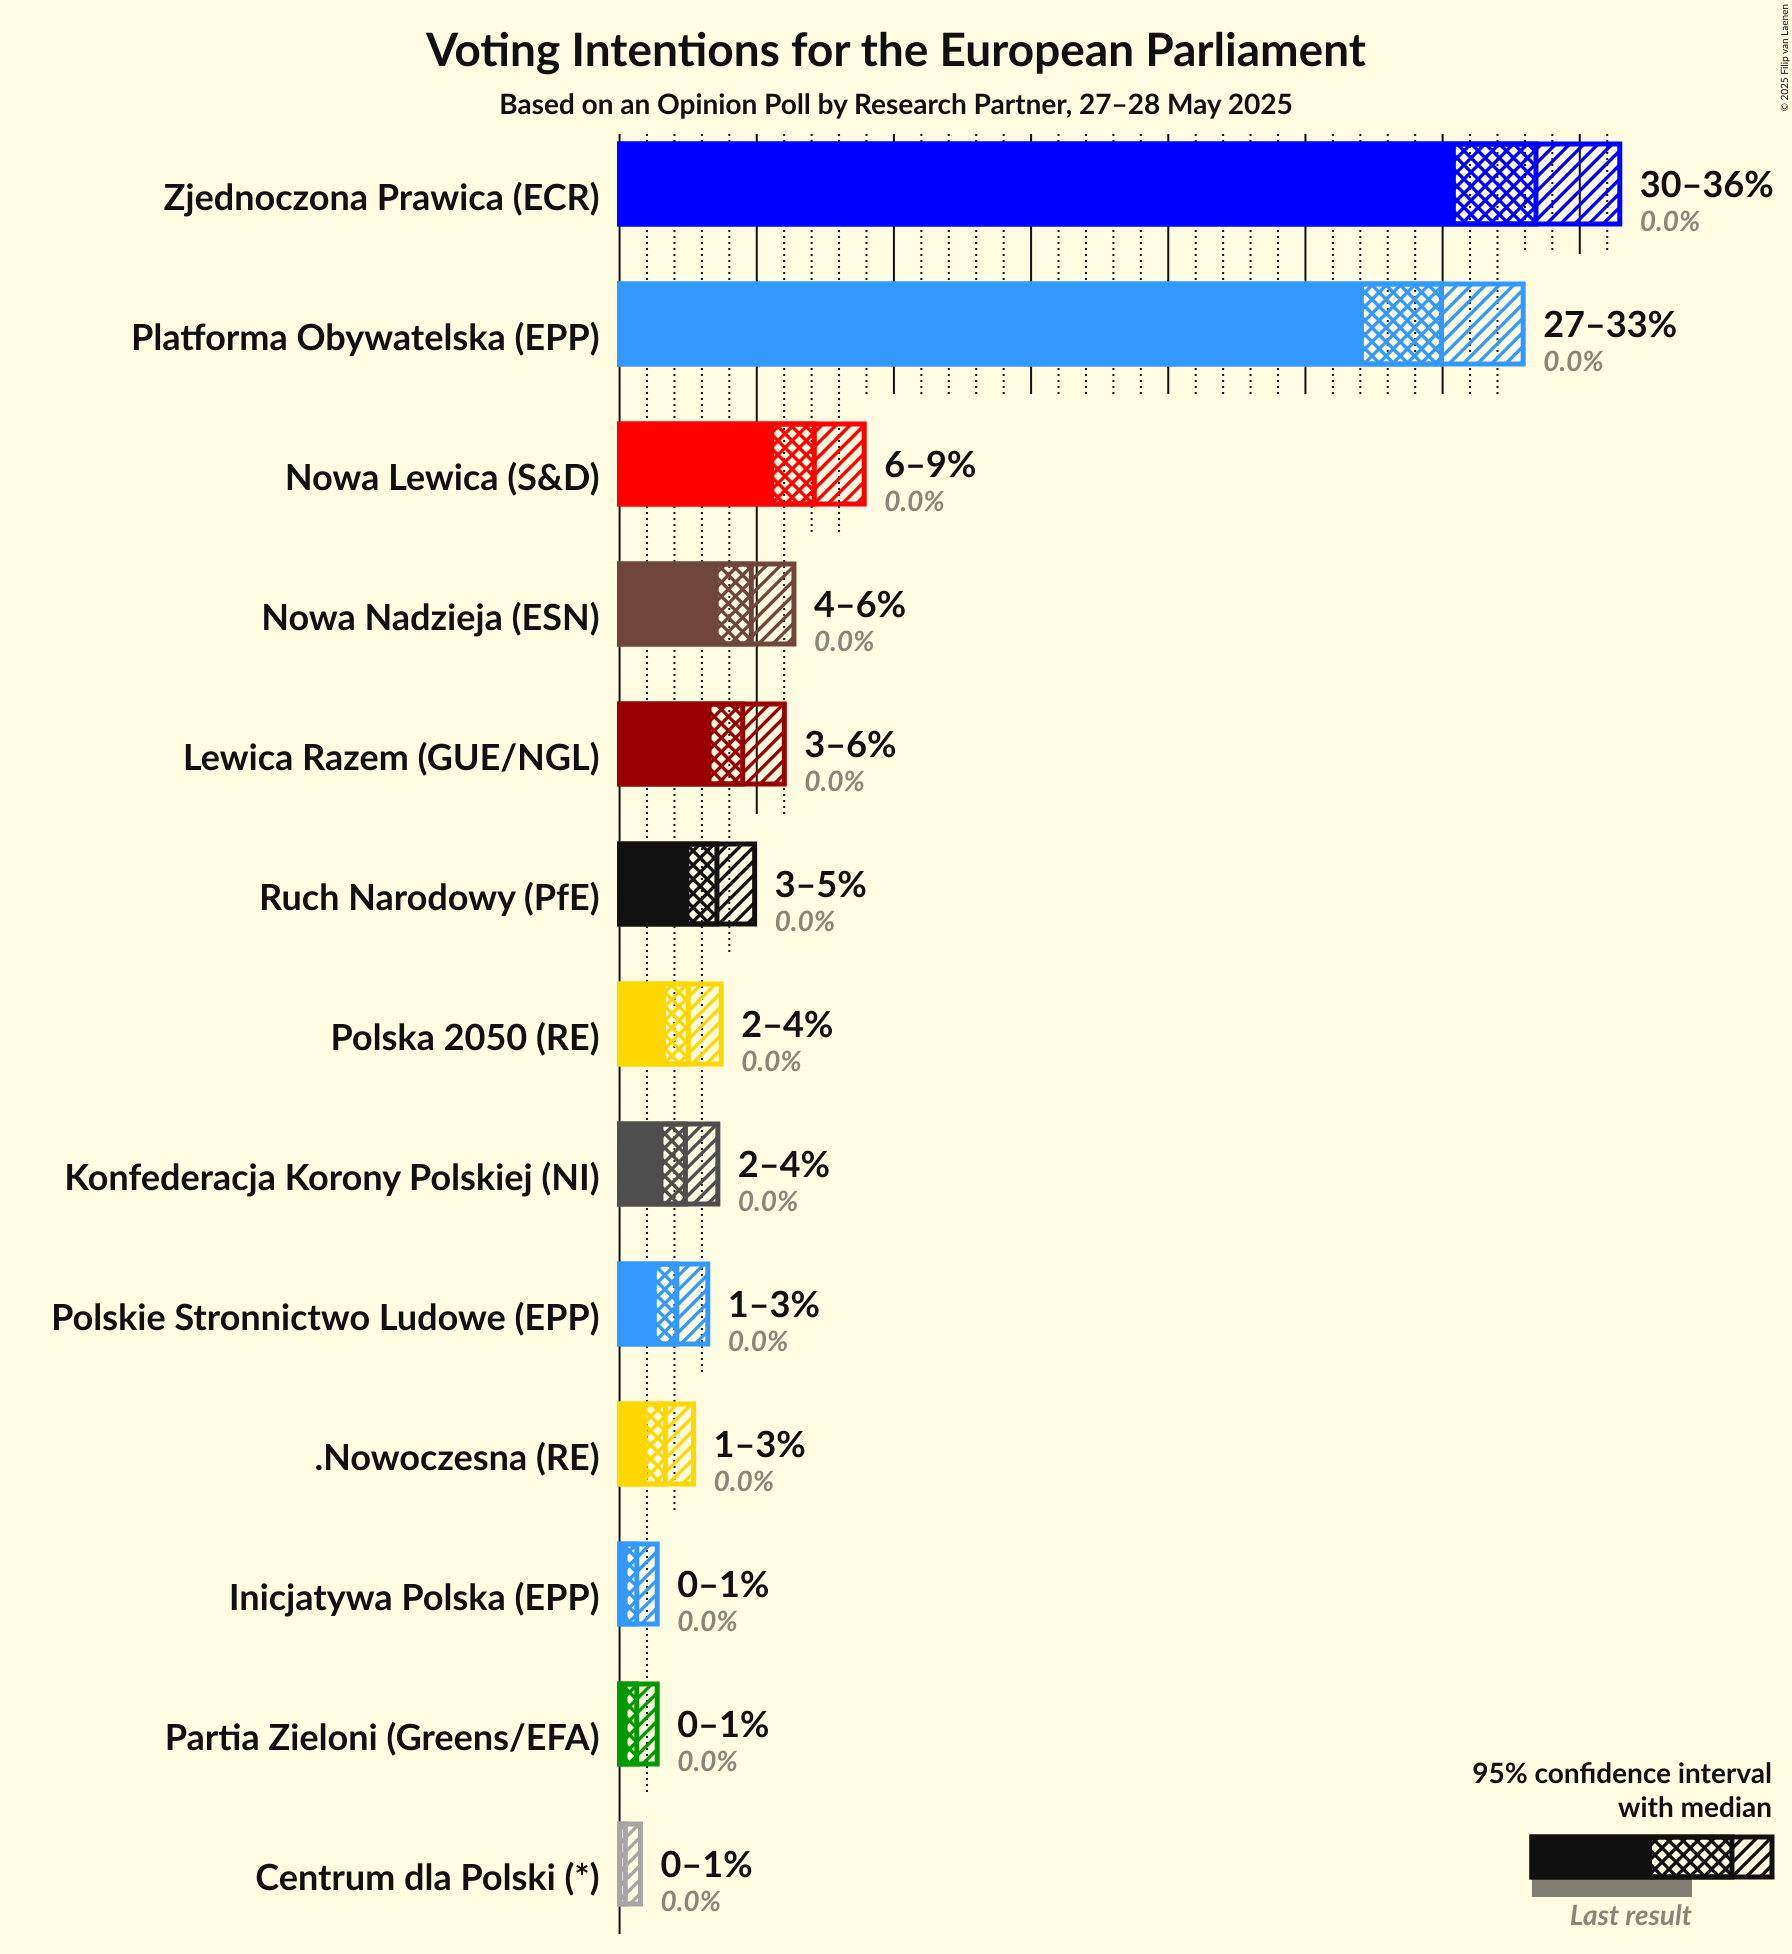 Voting Intentions for the European Parliament
Based on an Opinion Poll by Research Partner, 27–28 May 2025
© 2025 Filip van Laenen
Zjednoczona Prawica (ECR)
30–36%
0.0%
Platforma Obywatelska (EPP)
27–33%
0.0%
Nowa Lewica (S&D)
6–9%
0.0%
Nowa Nadzieja (ESN)
4–6%
0.0%
Lewica Razem (GUE/NGL)
3–6%
0.0%
Ruch Narodowy (PfE)
3–5%
0.0%
Polska 2050 (RE)
2–4%
0.0%
Konfederacja Korony Polskiej (NI)
2–4%
0.0%
Polskie Stronnictwo Ludowe (EPP)
1–3%
0.0%
.Nowoczesna (RE)
1–3%
0.0%
Inicjatywa Polska (EPP)
0–1%
0.0%
Partia Zieloni (Greens/EFA)
0–1%
0.0%
Centrum dla Polski (*)
0–1%
0.0%
95% confidence interval
with median
Last result